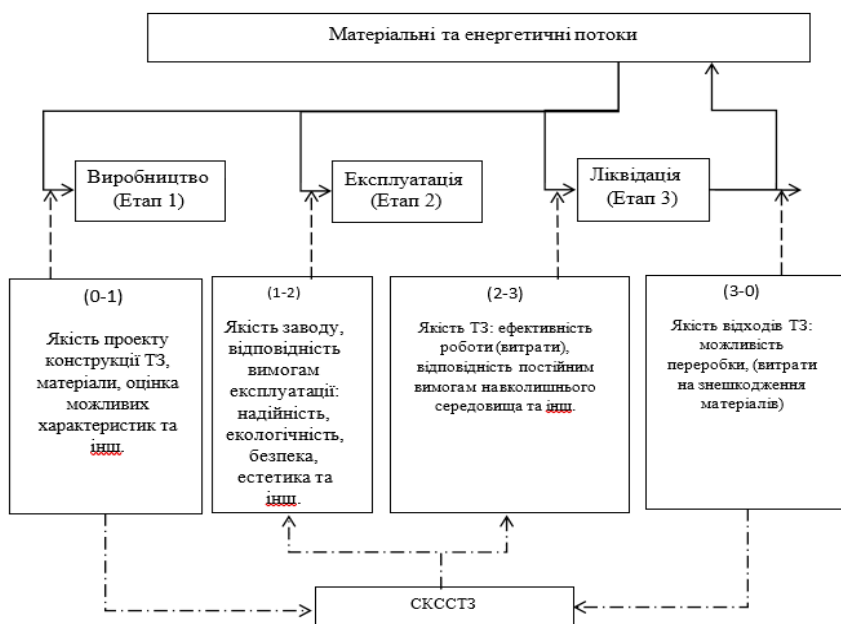 Матеріальні та енергетичні потоки
Виробництво
(Етап 1)
Експлуатація
(Етап 2)
Ліквідація
(Етап 3)
(0-1)
Якість проекту
конструкції ТЗ,
матеріали, оцінка
можливих
характеристик та
інщ.
(1-2)
Якість заводу,
відповідність
вимогам
експлуатації:
надійність,
екологічність,
безпека,
естетика та
інщ.
(2-3)
Якість ТЗ: ефективність
роботи (витрати),
відповідність постійним
вимогам навколишнього
середовища та інщ.
(3-0)
Якість відходів ТЗ:
можливість
переробки, (витрати
на знешкодження
матеріалів)
СКССТЗ